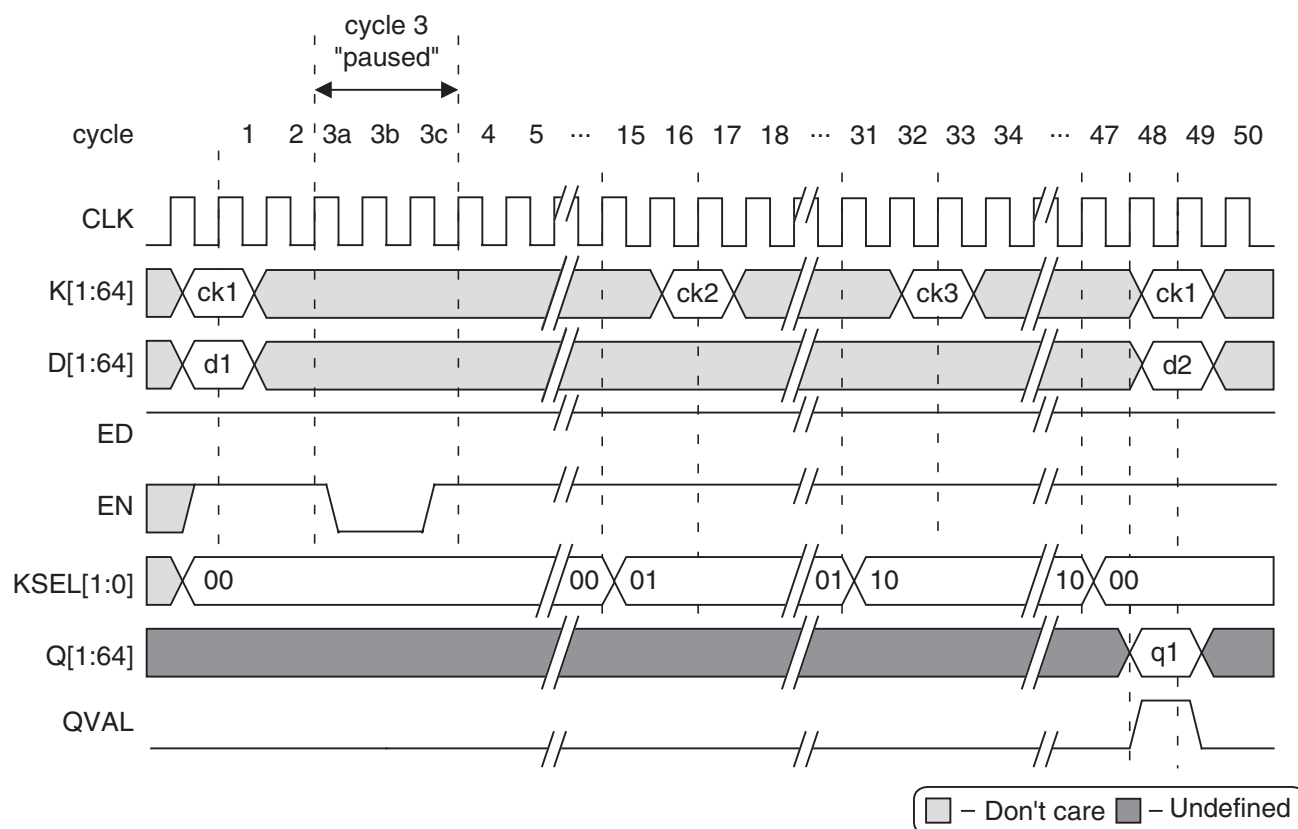 cycle 3
"paused"
cycle 1 2 3a 3b 3c 4 5 ... 15 16 17 18 ... 31 32 33 34 ... 47 48 49 50
CLK
K[1:64] ck1 ck2 ck3 ck1
D[1:64] d1 d2
ED
EN
KSEL[1:0] 00 00 01 01 10 10 00
Q[1:64] q1
QVAL
– Don't care – Undefined